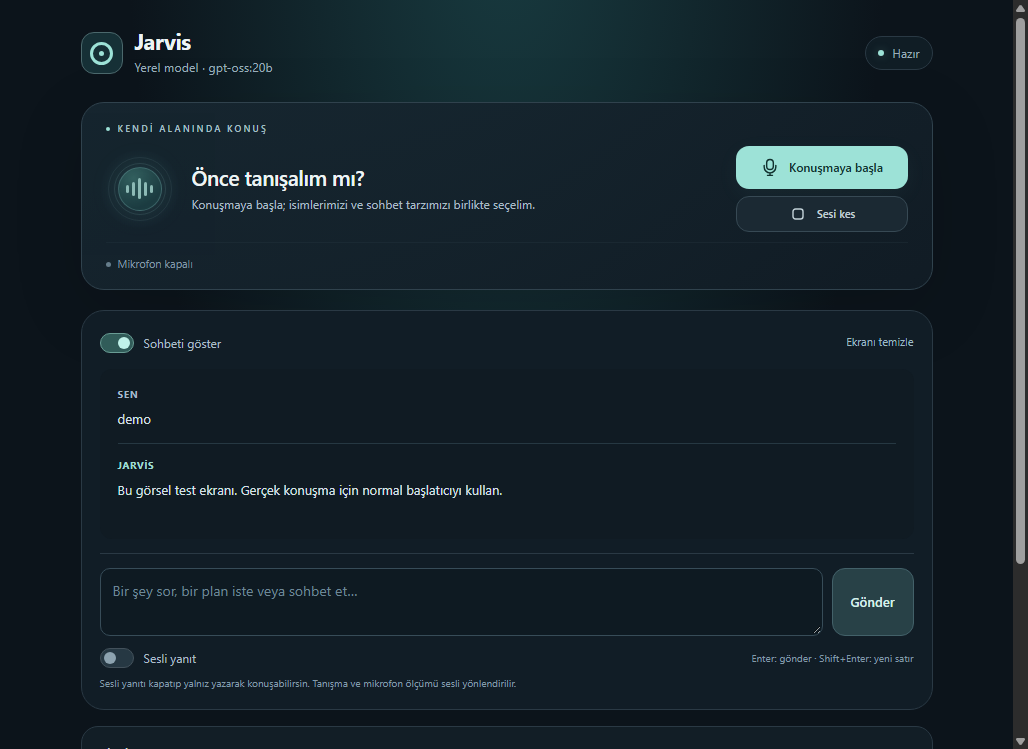 Jarvis
Yerel model · gpt-oss:20b
Hazır
KENDİ ALANINDA KONUŞ
Önce tanışalım mı?
Konuşmaya başla; isimlerimizi ve sohbet tarzımızı birlikte seçelim.
Konuşmaya başla
Sesi kes
Mikrofon kapalı
Sohbeti göster
Ekranı temizle
SEN
demo
JARVİS
Bu görsel test ekranı. Gerçek konuşma için normal başlatıcıyı kullan.
Bir şey sor, bir plan iste veya sohbet et...
Gönder
Sesli yanıt
Enter: gönder · Shift+Enter: yeni satır
Sesli yanıtı kapatıp yalnız yazarak konuşabilirsin. Tanışma ve mikrofon ölçümü sesli yönlendirilir.